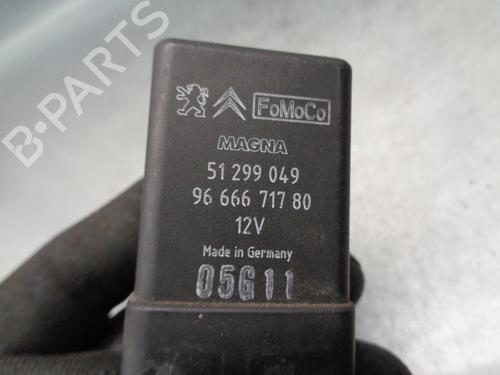 B-PARTS
FoMoCo
MAGNA
51 299 049
96 666 717 80
12V
Made in Germany
05G11